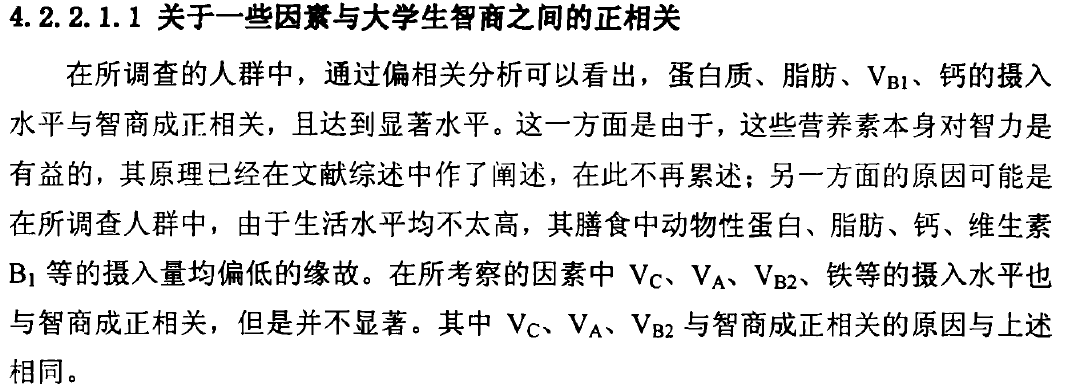 4.2.2.1.1 关于一些因素与大学生智商之间的正相关
在所调查的人群中，通过偏相关分析可以看出，蛋白质、脂肪、VB1、钙的摄入
水平与智商成正相关，且达到显著水平。这一方面是由于，这些营养素本身对智力是
有益的，其原理已经在文献综述中作了阐述，在此不再累述；另一方面的原因可能是
在所调查人群中，由于生活水平均不太高，其膳食中动物性蛋白、脂肪、钙、维生素
B1 等的摄入量均偏低的缘故。在所考察的因素中 VC、VA、VB2、铁等的摄入水平也
与智商成正相关，但是并不显著。其中 VC、VA、VB2 与智商成正相关的原因与上述
相同。